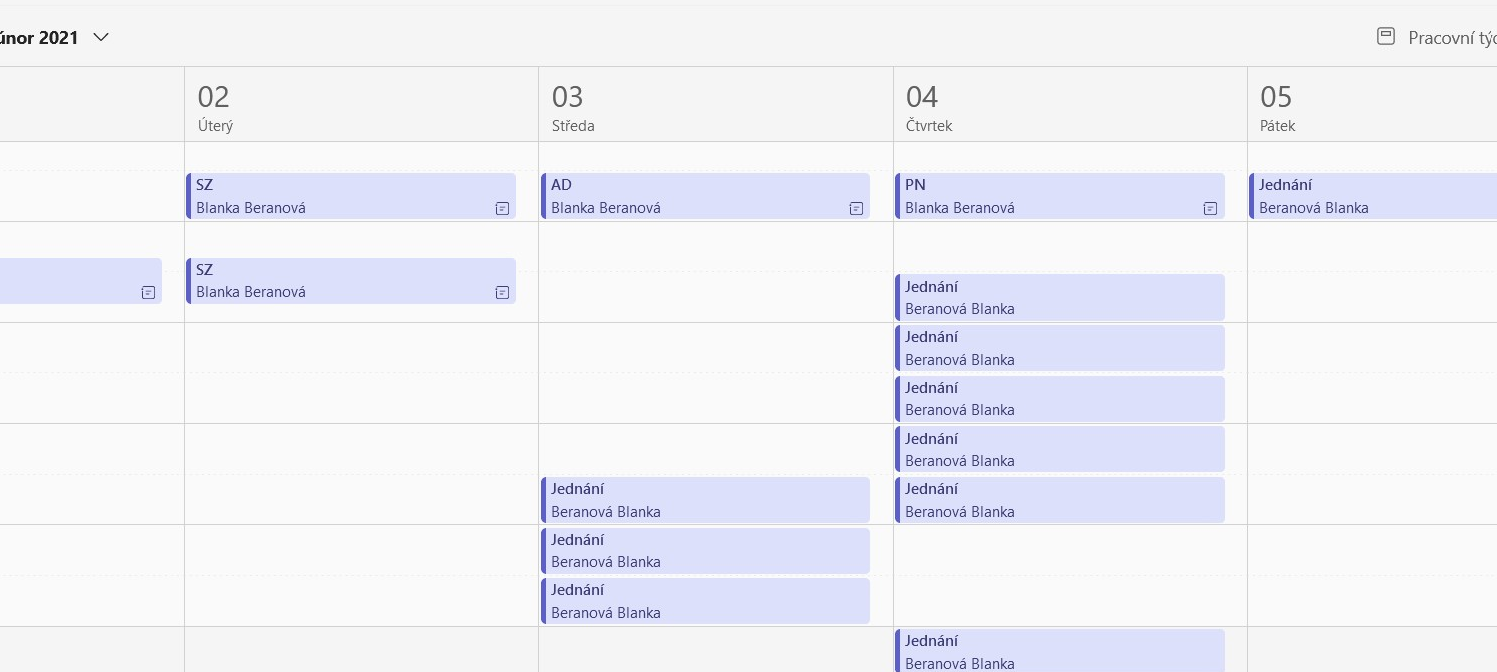 únor 2021
Pracovní týd
02
Úterý
03
Středa
04
Čtvrtek
05
Pátek
SZ
Blanka Beranová
AD
Blanka Beranová
PN
Blanka Beranová
Jednání
Beranová Blanka
SZ
Blanka Beranová
Jednání
Beranová Blanka
Jednání
Beranová Blanka
Jednání
Beranová Blanka
Jednání
Beranová Blanka
Jednání
Beranová Blanka
Jednání
Beranová Blanka
Jednání
Beranová Blanka
Jednání
Beranová Blanka
Jednání
Beranová Blanka